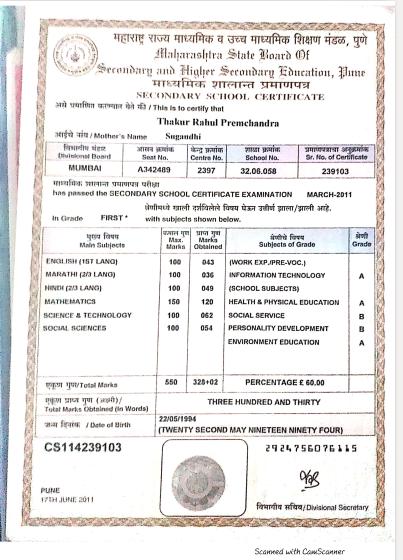 महाराष्ट्र राज्य माध्यमिक व उच्च माध्यमिक शिक्षण मंडळ, पुणे
Maharashtra State Board Of
Secondary and Higher Secondary Education, Pune
माध्यमिक शालान्त प्रमाणपत्र
SECONDARY SCHOOL CERTIFICATE
असे प्रमाणित करण्यात येते की / This is to certify that
Thakur Rahul Premchandra
आईचे नांव / Mother's Name Sugandhi
विभागीय मंडळ आसन क्रमांक केन्द्र क्रमांक शाळा क्रमांक प्रमाणपत्राचा अनुक्रमांक
Divisional Board Seat No. Centre No. School No. Sr. No. of Certificate
MUMBAI A342489 2397 32.06.058 239103
माध्यमिक शालान्त प्रमाणपत्र परीक्षा
has passed the SECONDARY SCHOOL CERTIFICATE EXAMINATION MARCH-2011
श्रेणीमध्ये खाली दर्शविलेले विषय घेऊन उत्तीर्ण झाला/झाली आहे.
In Grade FIRST * with subjects shown below.
मुख्य विषय कमाल गुण प्राप्त गुण श्रेणीचे विषय श्रेणी
Main Subjects Max. Marks Marks Obtained Subjects of Grade Grade
ENGLISH (1ST LANG) 100 043 (WORK EXP./PRE-VOC.)
MARATHI (2/3 LANG) 100 036 INFORMATION TECHNOLOGY A
HINDI (2/3 LANG) 100 049 (SCHOOL SUBJECTS)
MATHEMATICS 150 120 HEALTH & PHYSICAL EDUCATION A
SCIENCE & TECHNOLOGY 100 062 SOCIAL SERVICE B
SOCIAL SCIENCES 100 054 PERSONALITY DEVELOPMENT B
ENVIRONMENT EDUCATION A
एकूण गुण/Total Marks 550 328+02 PERCENTAGE £ 60.00
एकूण प्राप्त गुण (अक्षरी)/
Total Marks Obtained (In Words) THREE HUNDRED AND THIRTY
जन्म दिनांक / Date of Birth 22/05/1994
(TWENTY SECOND MAY NINETEEN NINETY FOUR)
CS114239103
2924756076115
PUNE
17TH JUNE 2011
विभागीय सचिव/Divisional Secretary
Scanned with CamScanner